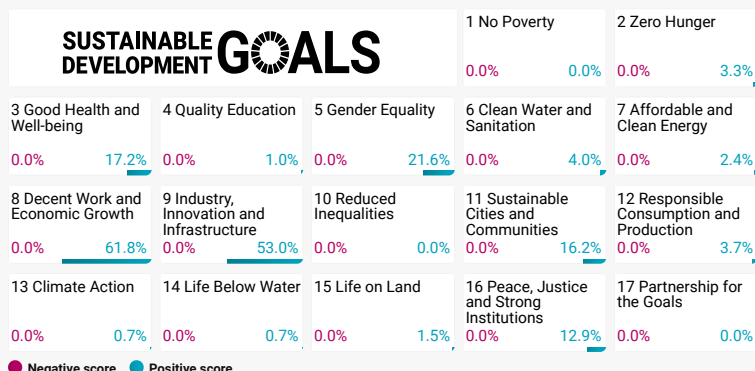 SUSTAINABLE
DEVELOPMENT GOALS
1 No Poverty
0.0% 0.0%
2 Zero Hunger
0.0% 3.3%
3 Good Health and
Well-being
0.0% 17.2%
4 Quality Education
0.0% 1.0%
5 Gender Equality
0.0% 21.6%
6 Clean Water and
Sanitation
0.0% 4.0%
7 Affordable and
Clean Energy
0.0% 2.4%
8 Decent Work and
Economic Growth
0.0% 61.8%
9 Industry,
Innovation and
Infrastructure
0.0% 53.0%
10 Reduced
Inequalities
0.0% 0.0%
11 Sustainable
Cities and
Communities
0.0% 16.2%
12 Responsible
Consumption and
Production
0.0% 3.7%
13 Climate Action
0.0% 0.7%
14 Life Below Water
0.0% 0.7%
15 Life on Land
0.0% 1.5%
16 Peace, Justice
and Strong
Institutions
0.0% 12.9%
17 Partnership for
the Goals
0.0% 0.0%
Negative score Positive score